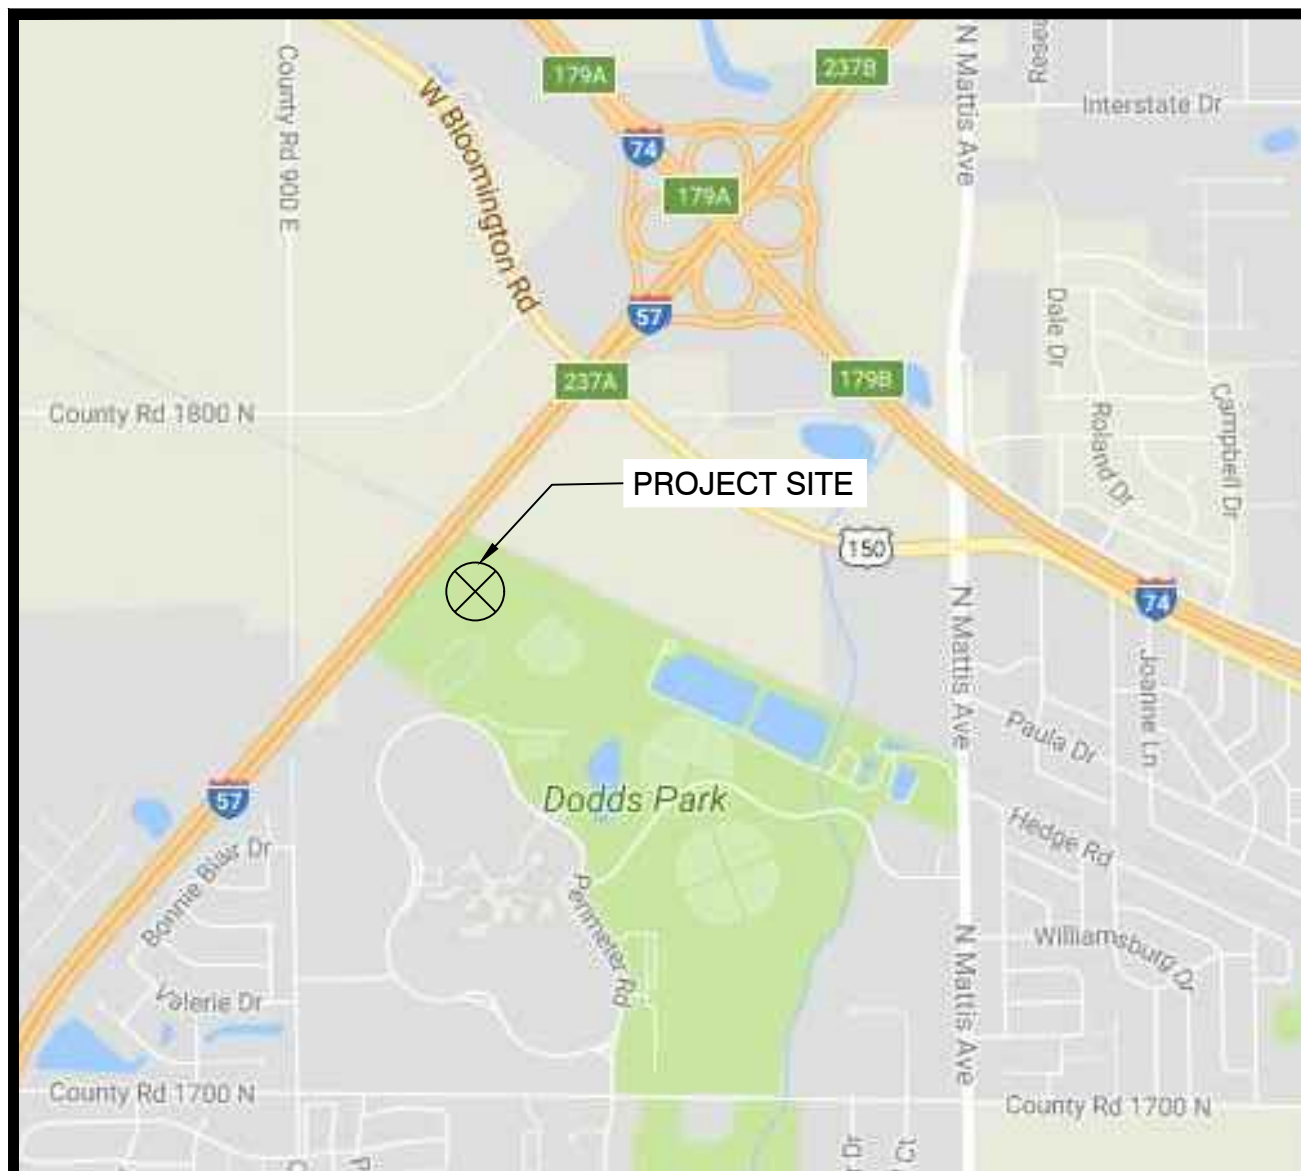 179A
237B
N Mattis Ave
Interstate Dr
County Rd 900 E
W Bloomington Rd
74
179A
57
Dale Dr
237A
179B
County Rd 1800 N
Roland Dr
Campbell Dr
PROJECT SITE
150
74
N Mattis Ave
Joanne Ln
Paula Dr
57
Dodds Park
Hedge Rd
Bonnie Blair Dr
Perimeter Rd
Williamsburg Dr
Valerie Dr
N Mattis Ave
County Rd 1700 N
County Rd 1700 N
Dr